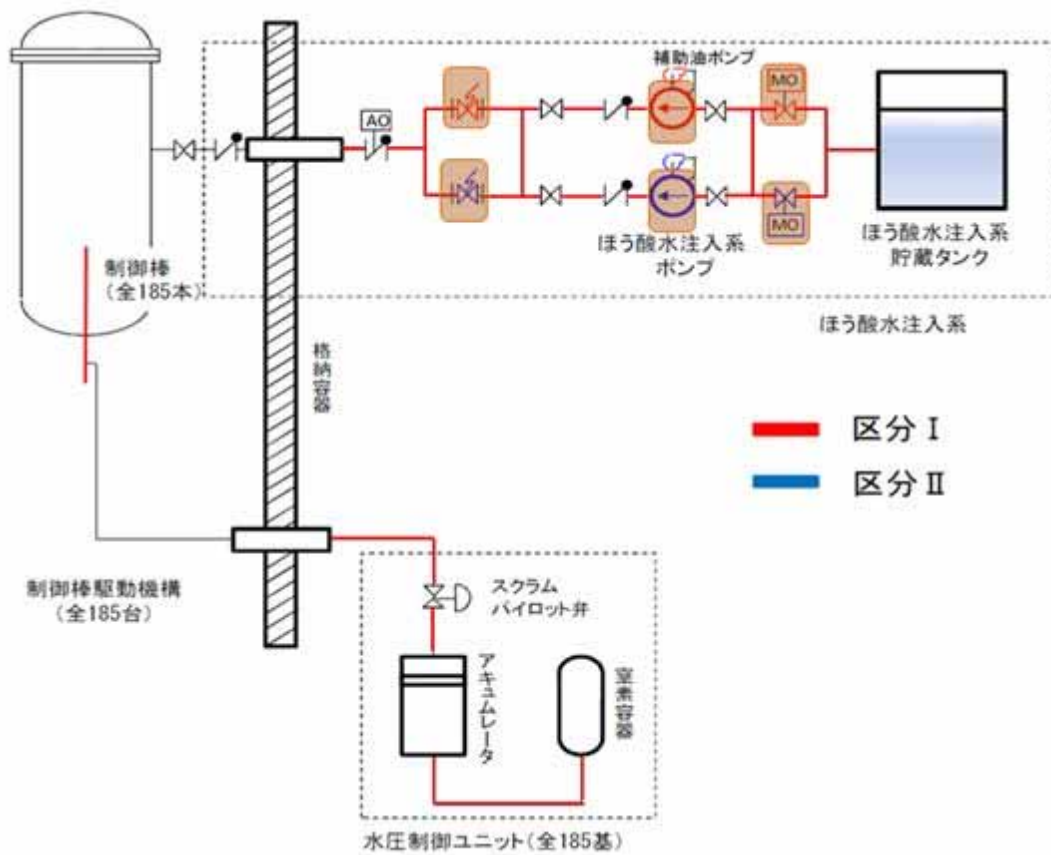 補助油ポンプ
MO
AO
MO
ほう酸水注入系
ポンプ
ほう酸水注入系
貯蔵タンク
ほう酸水注入系
制御棒
(全185本)
格納容器
区分Ⅰ
区分Ⅱ
制御棒駆動機構
(全185台)
スクラム
パイロット弁
アキュムレータ
窒素容器
水圧制御ユニット(全185基)